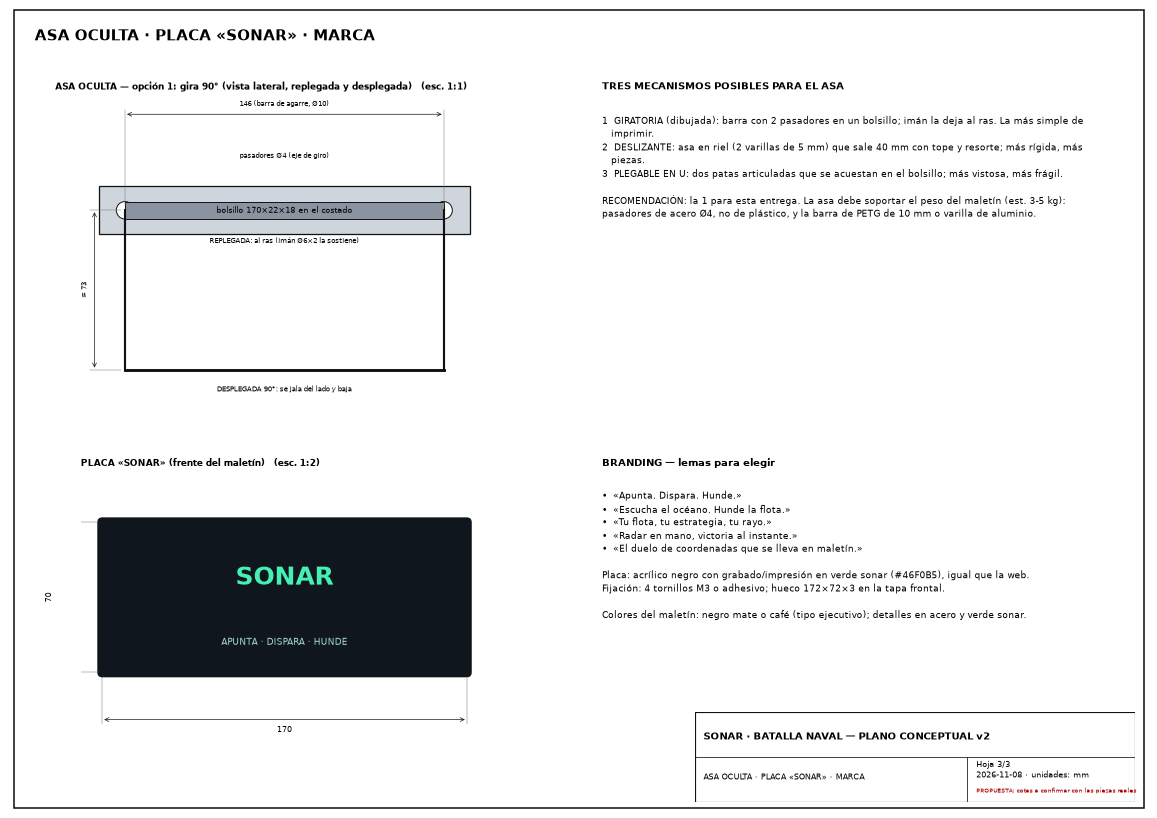 ASA OCULTA · PLACA «SONAR» · MARCA
ASA OCULTA — opción 1: gira 90° (vista lateral, replegada y desplegada) (esc. 1:1)
146 (barra de agarre, Ø10)
pasadores Ø4 (eje de giro)
bolsillo 170×22×18 en el costado
REPLEGADA: al ras (imán Ø6×2 la sostiene)
= 73
DESPLEGADA 90°: se jala del lado y baja
TRES MECANISMOS POSIBLES PARA EL ASA
1 GIRATORIA (dibujada): barra con 2 pasadores en un bolsillo; imán la deja al ras. La más simple de
imprimir.
2 DESLIZANTE: asa en riel (2 varillas de 5 mm) que sale 40 mm con tope y resorte; más rígida, más
piezas.
3 PLEGABLE EN U: dos patas articuladas que se acuestan en el bolsillo; más vistosa, más frágil.
RECOMENDACIÓN: la 1 para esta entrega. La asa debe soportar el peso del maletín (est. 3-5 kg):
pasadores de acero Ø4, no de plástico, y la barra de PETG de 10 mm o varilla de aluminio.
PLACA «SONAR» (frente del maletín) (esc. 1:2)
SONAR
APUNTA · DISPARA · HUNDE
70
170
BRANDING — lemas para elegir
• «Apunta. Dispara. Hunde.»
• «Escucha el océano. Hunde la flota.»
• «Tu flota, tu estrategia, tu rayo.»
• «Radar en mano, victoria al instante.»
• «El duelo de coordenadas que se lleva en maletín.»
Placa: acrílico negro con grabado/impresión en verde sonar (#46F0B5), igual que la web.
Fijación: 4 tornillos M3 o adhesivo; hueco 172×72×3 en la tapa frontal.
Colores del maletín: negro mate o café (tipo ejecutivo); detalles en acero y verde sonar.
SONAR · BATALLA NAVAL — PLANO CONCEPTUAL v2
ASA OCULTA · PLACA «SONAR» · MARCA
Hoja 3/3
2026-11-08 · unidades: mm
PROPUESTA: cotas a confirmar con las piezas reales